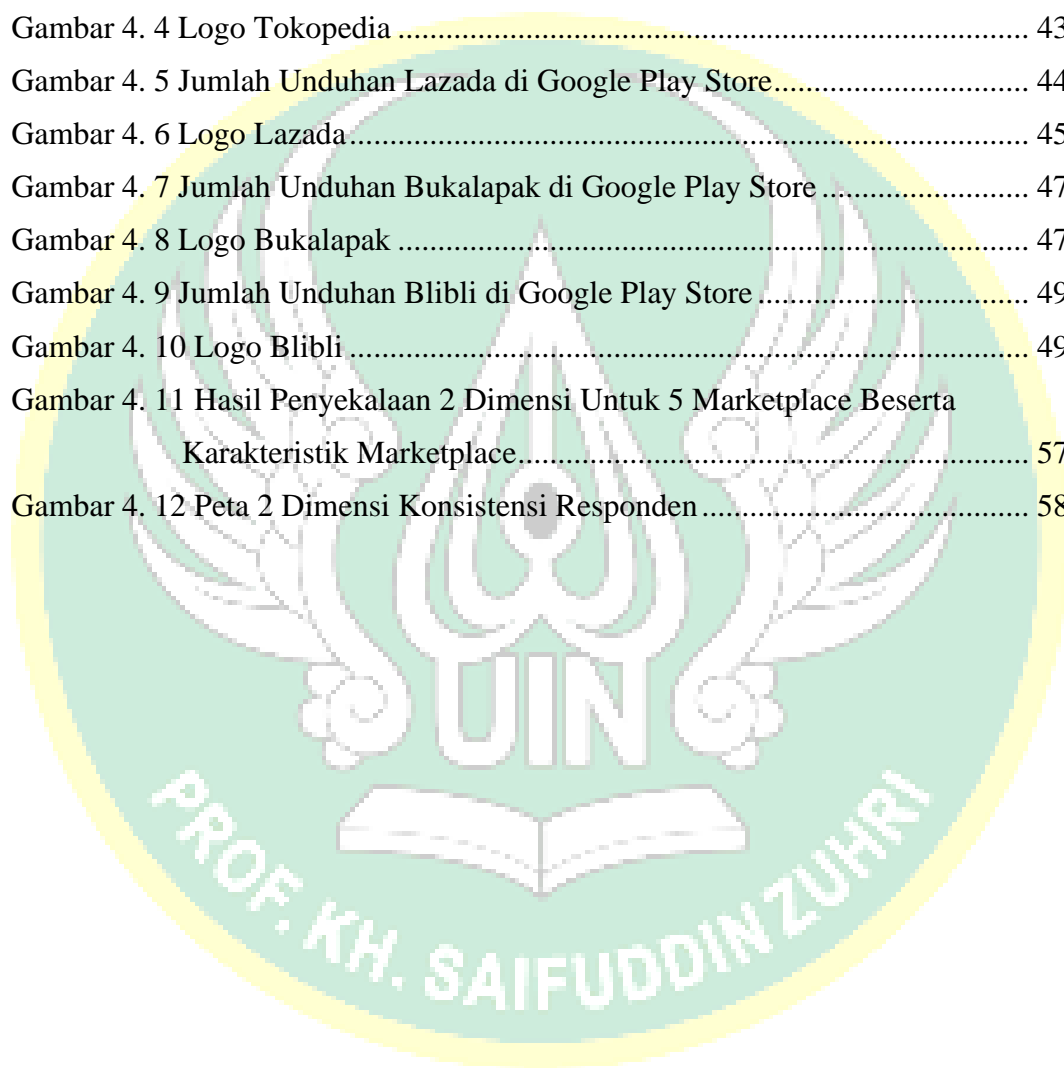 Gambar 4. 4 Logo Tokopedia ........................................................................ 43
Gambar 4. 5 Jumlah Unduhan Lazada di Google Play Store........................... 44
Gambar 4. 6 Logo Lazada.............................................................................. 45
Gambar 4. 7 Jumlah Unduhan Bukalapak di Google Play Store ..................... 47
Gambar 4. 8 Logo Bukalapak ........................................................................ 47
Gambar 4. 9 Jumlah Unduhan Blibli di Google Play Store ............................. 49
Gambar 4. 10 Logo Blibli.............................................................................. 49
Gambar 4. 11 Hasil Penyekalaan 2 Dimensi Untuk 5 Marketplace Beserta
Karakteristik Marketplace........................................................... 57
Gambar 4. 12 Peta 2 Dimensi Konsistensi Responden ................................... 58
UIN
PROF. KH. SAIFUDDIN ZUHRI